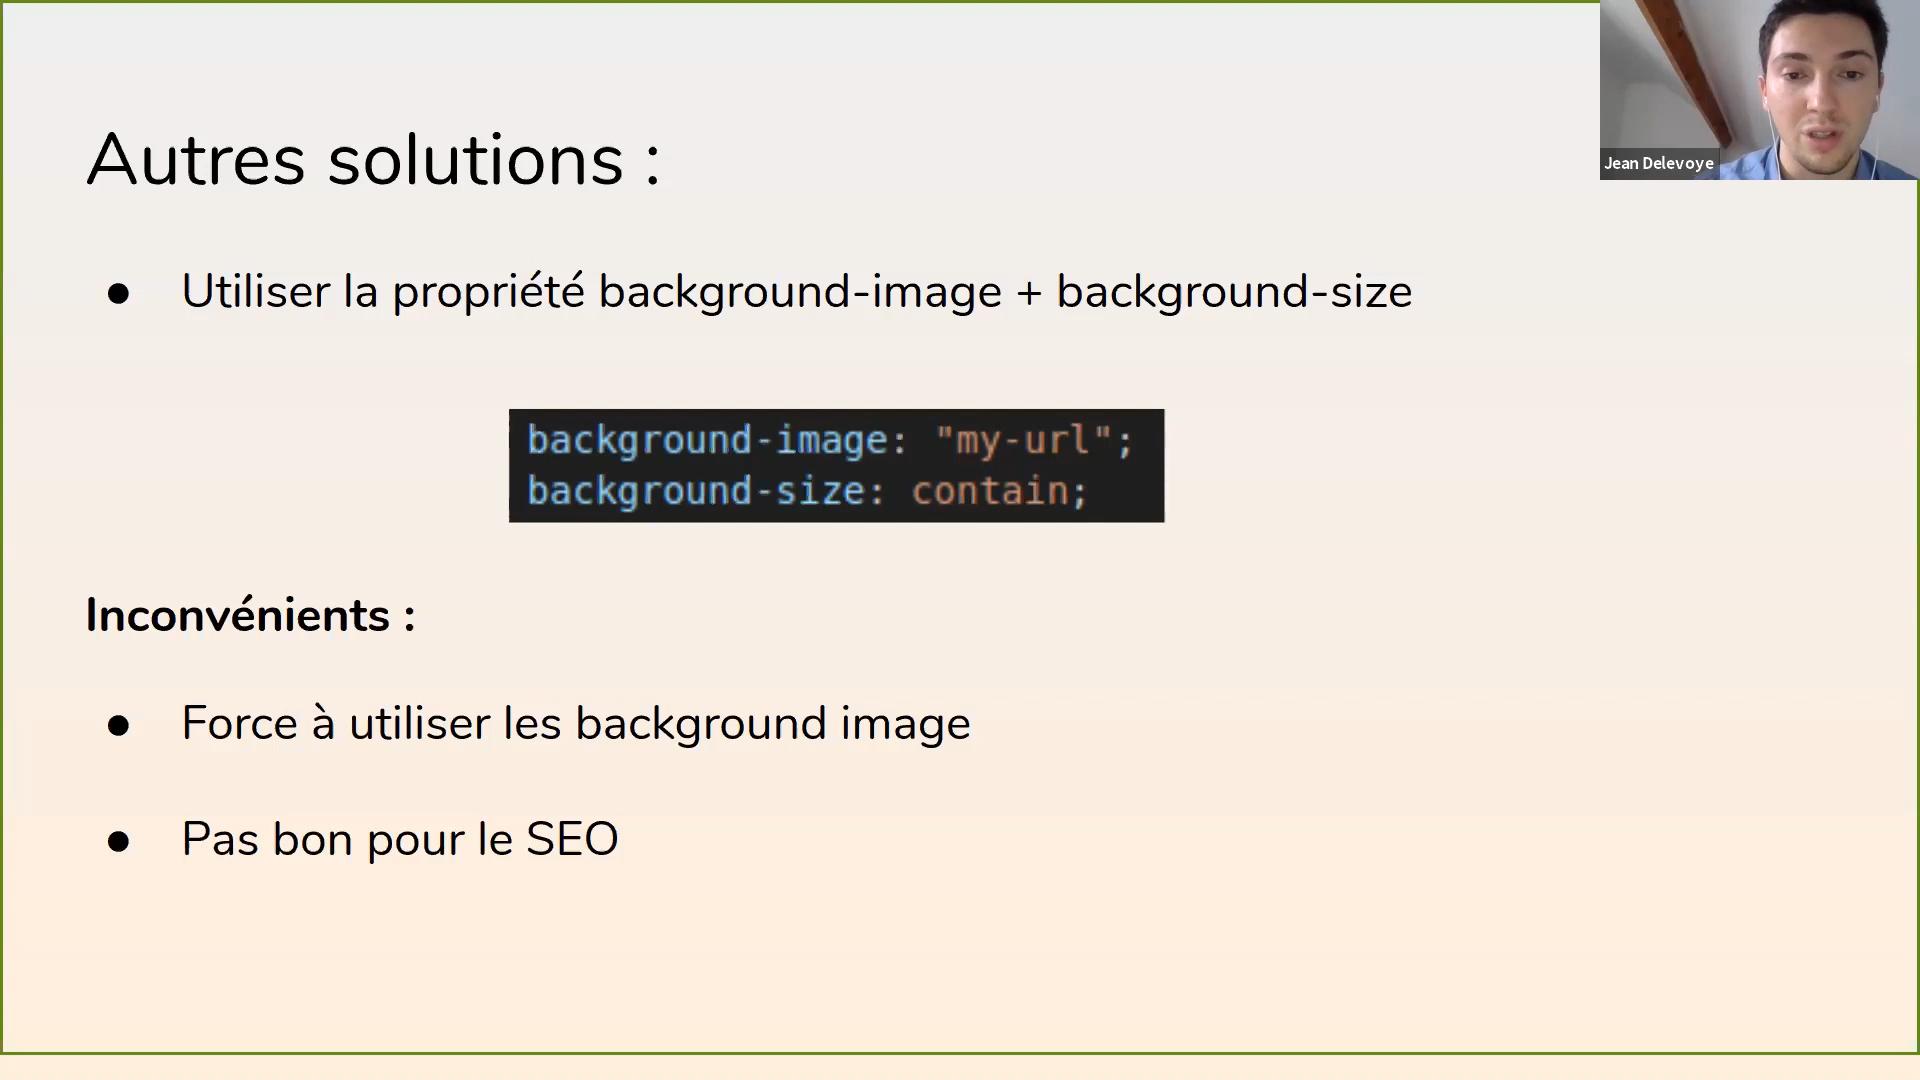 Jean Delevoye
Autres solutions :
● Utiliser la propriété background-image + background-size
background-image: "my-url";
background-size: contain;
Inconvénients :
● Force à utiliser les background image
● Pas bon pour le SEO